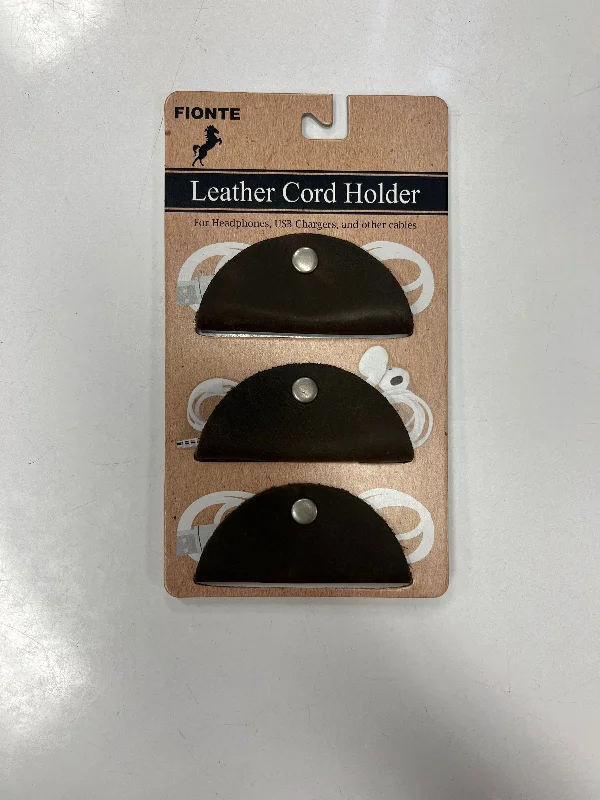 FIONTE
Leather Cord Holder
For Headphones, USB Chargers, and other cables